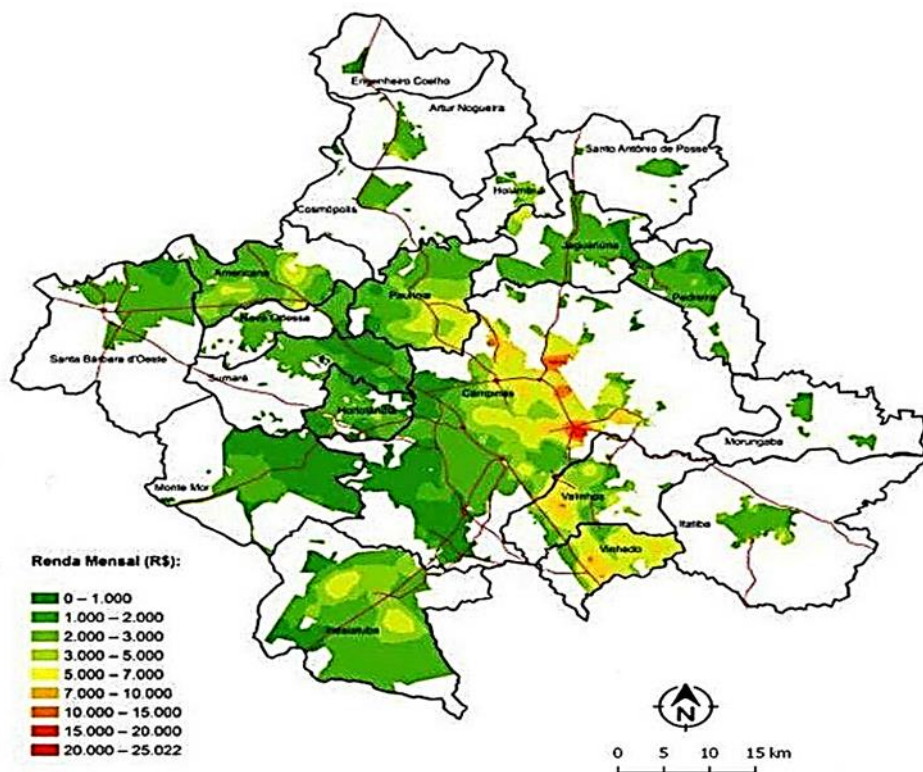 Engenheiro Coelho
Artur Nogueira
Santo Antônio de Posse
Holambra
Cosmópolis
Jaguariúna
Americana
Paulínia
Pedreira
Nova Odessa
Santa Bárbara d'Oeste
Sumaré
Campinas
Hortolândia
Morungaba
Monte Mor
Valinhos
Itatiba
Vinhedo
Indaiatuba
Renda Mensal (R$):
0 – 1.000
1.000 – 2.000
2.000 – 3.000
3.000 – 5.000
5.000 – 7.000
7.000 – 10.000
10.000 – 15.000
15.000 – 20.000
20.000 – 25.022
N
0 5 10 15 km